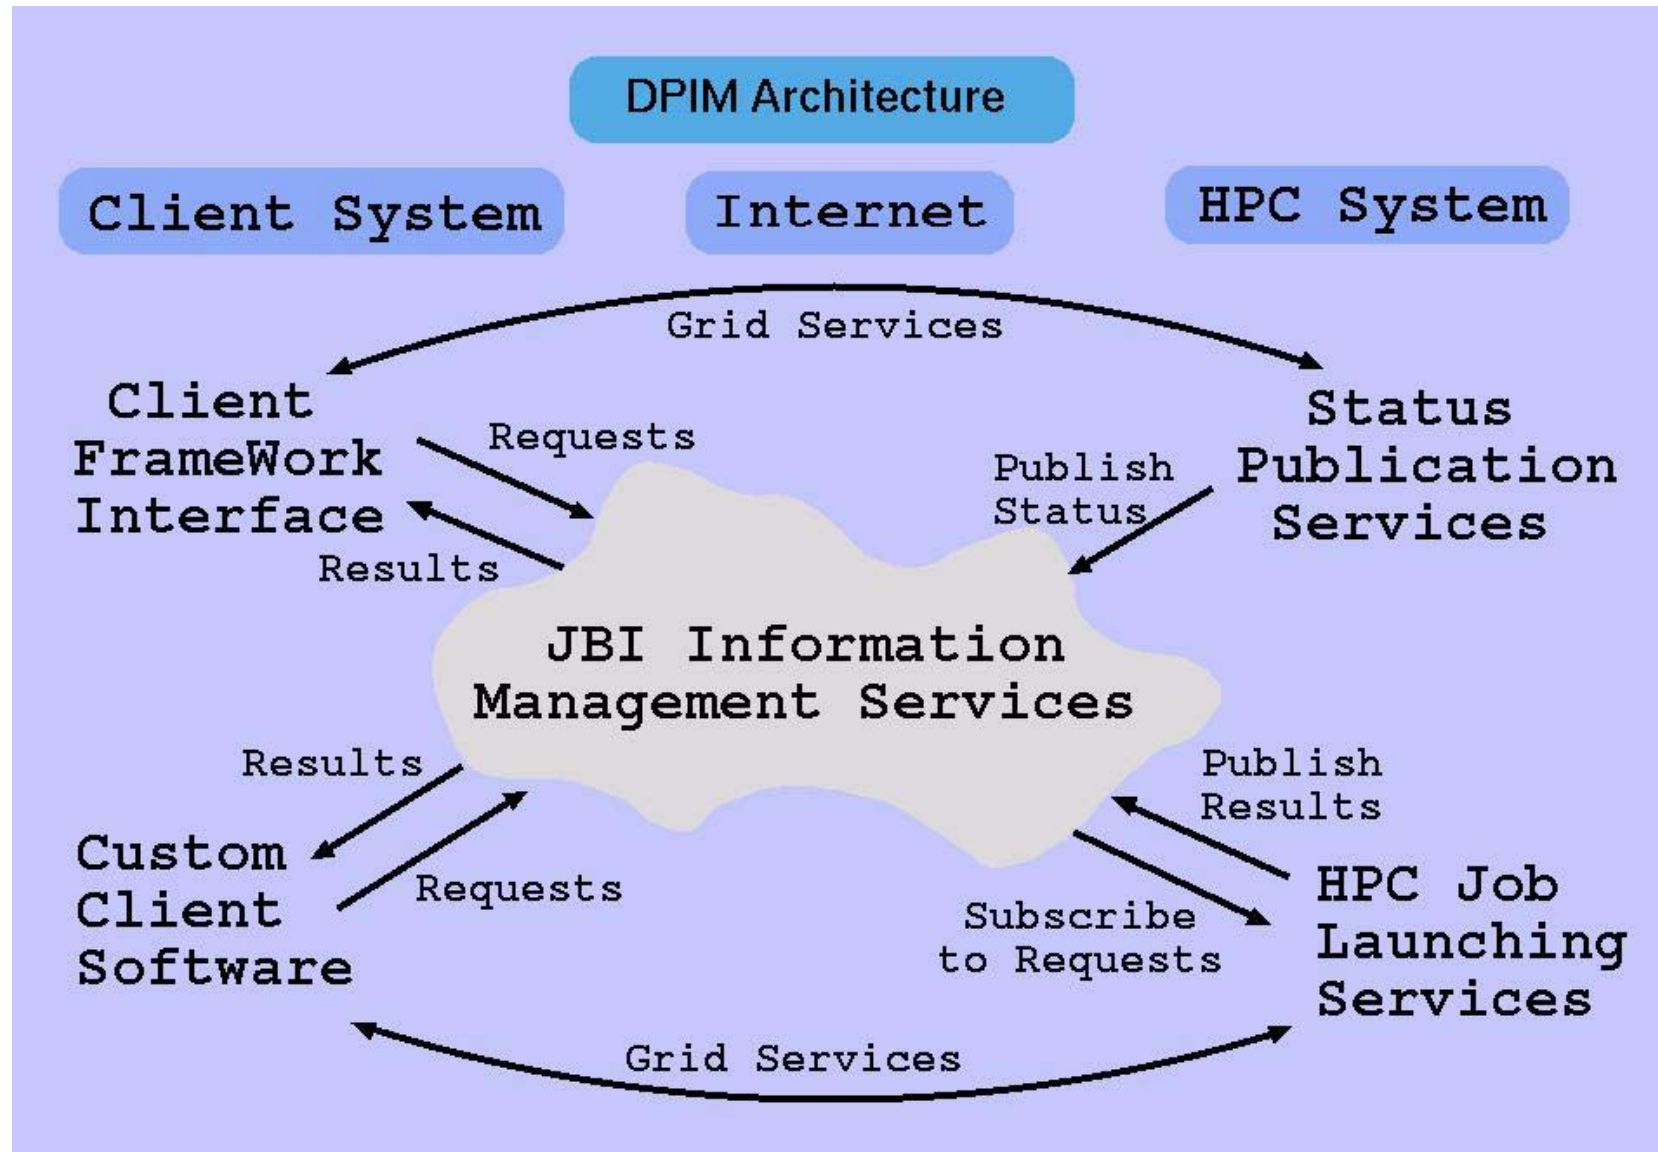 DPIM Architecture
Client System
Internet
HPC System
Grid Services
Client
FrameWork
Interface
Requests
Results
Status
Publication
Services
Publish
Status
JBI Information
Management Services
Results
Requests
Custom
Client
Software
Publish
Results
Subscribe
to Requests
HPC Job
Launching
Services
Grid Services